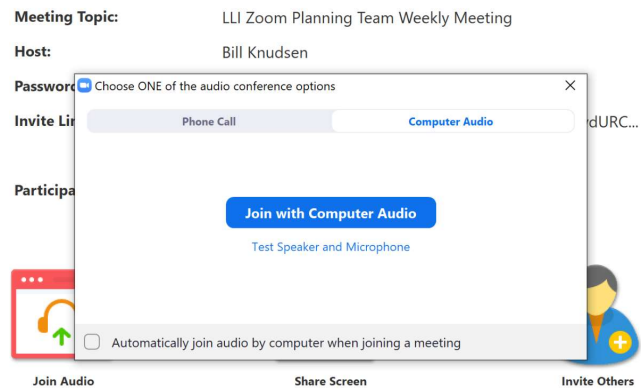 Meeting Topic: LLI Zoom Planning Team Weekly Meeting
Host: Bill Knudsen
Choose ONE of the audio conference options
Invite dURC...
Phone Call Computer Audio
Join with Computer Audio
Test Speaker and Microphone
Automatically join audio by computer when joining a meeting
Join Audio Share Screen Invite Others